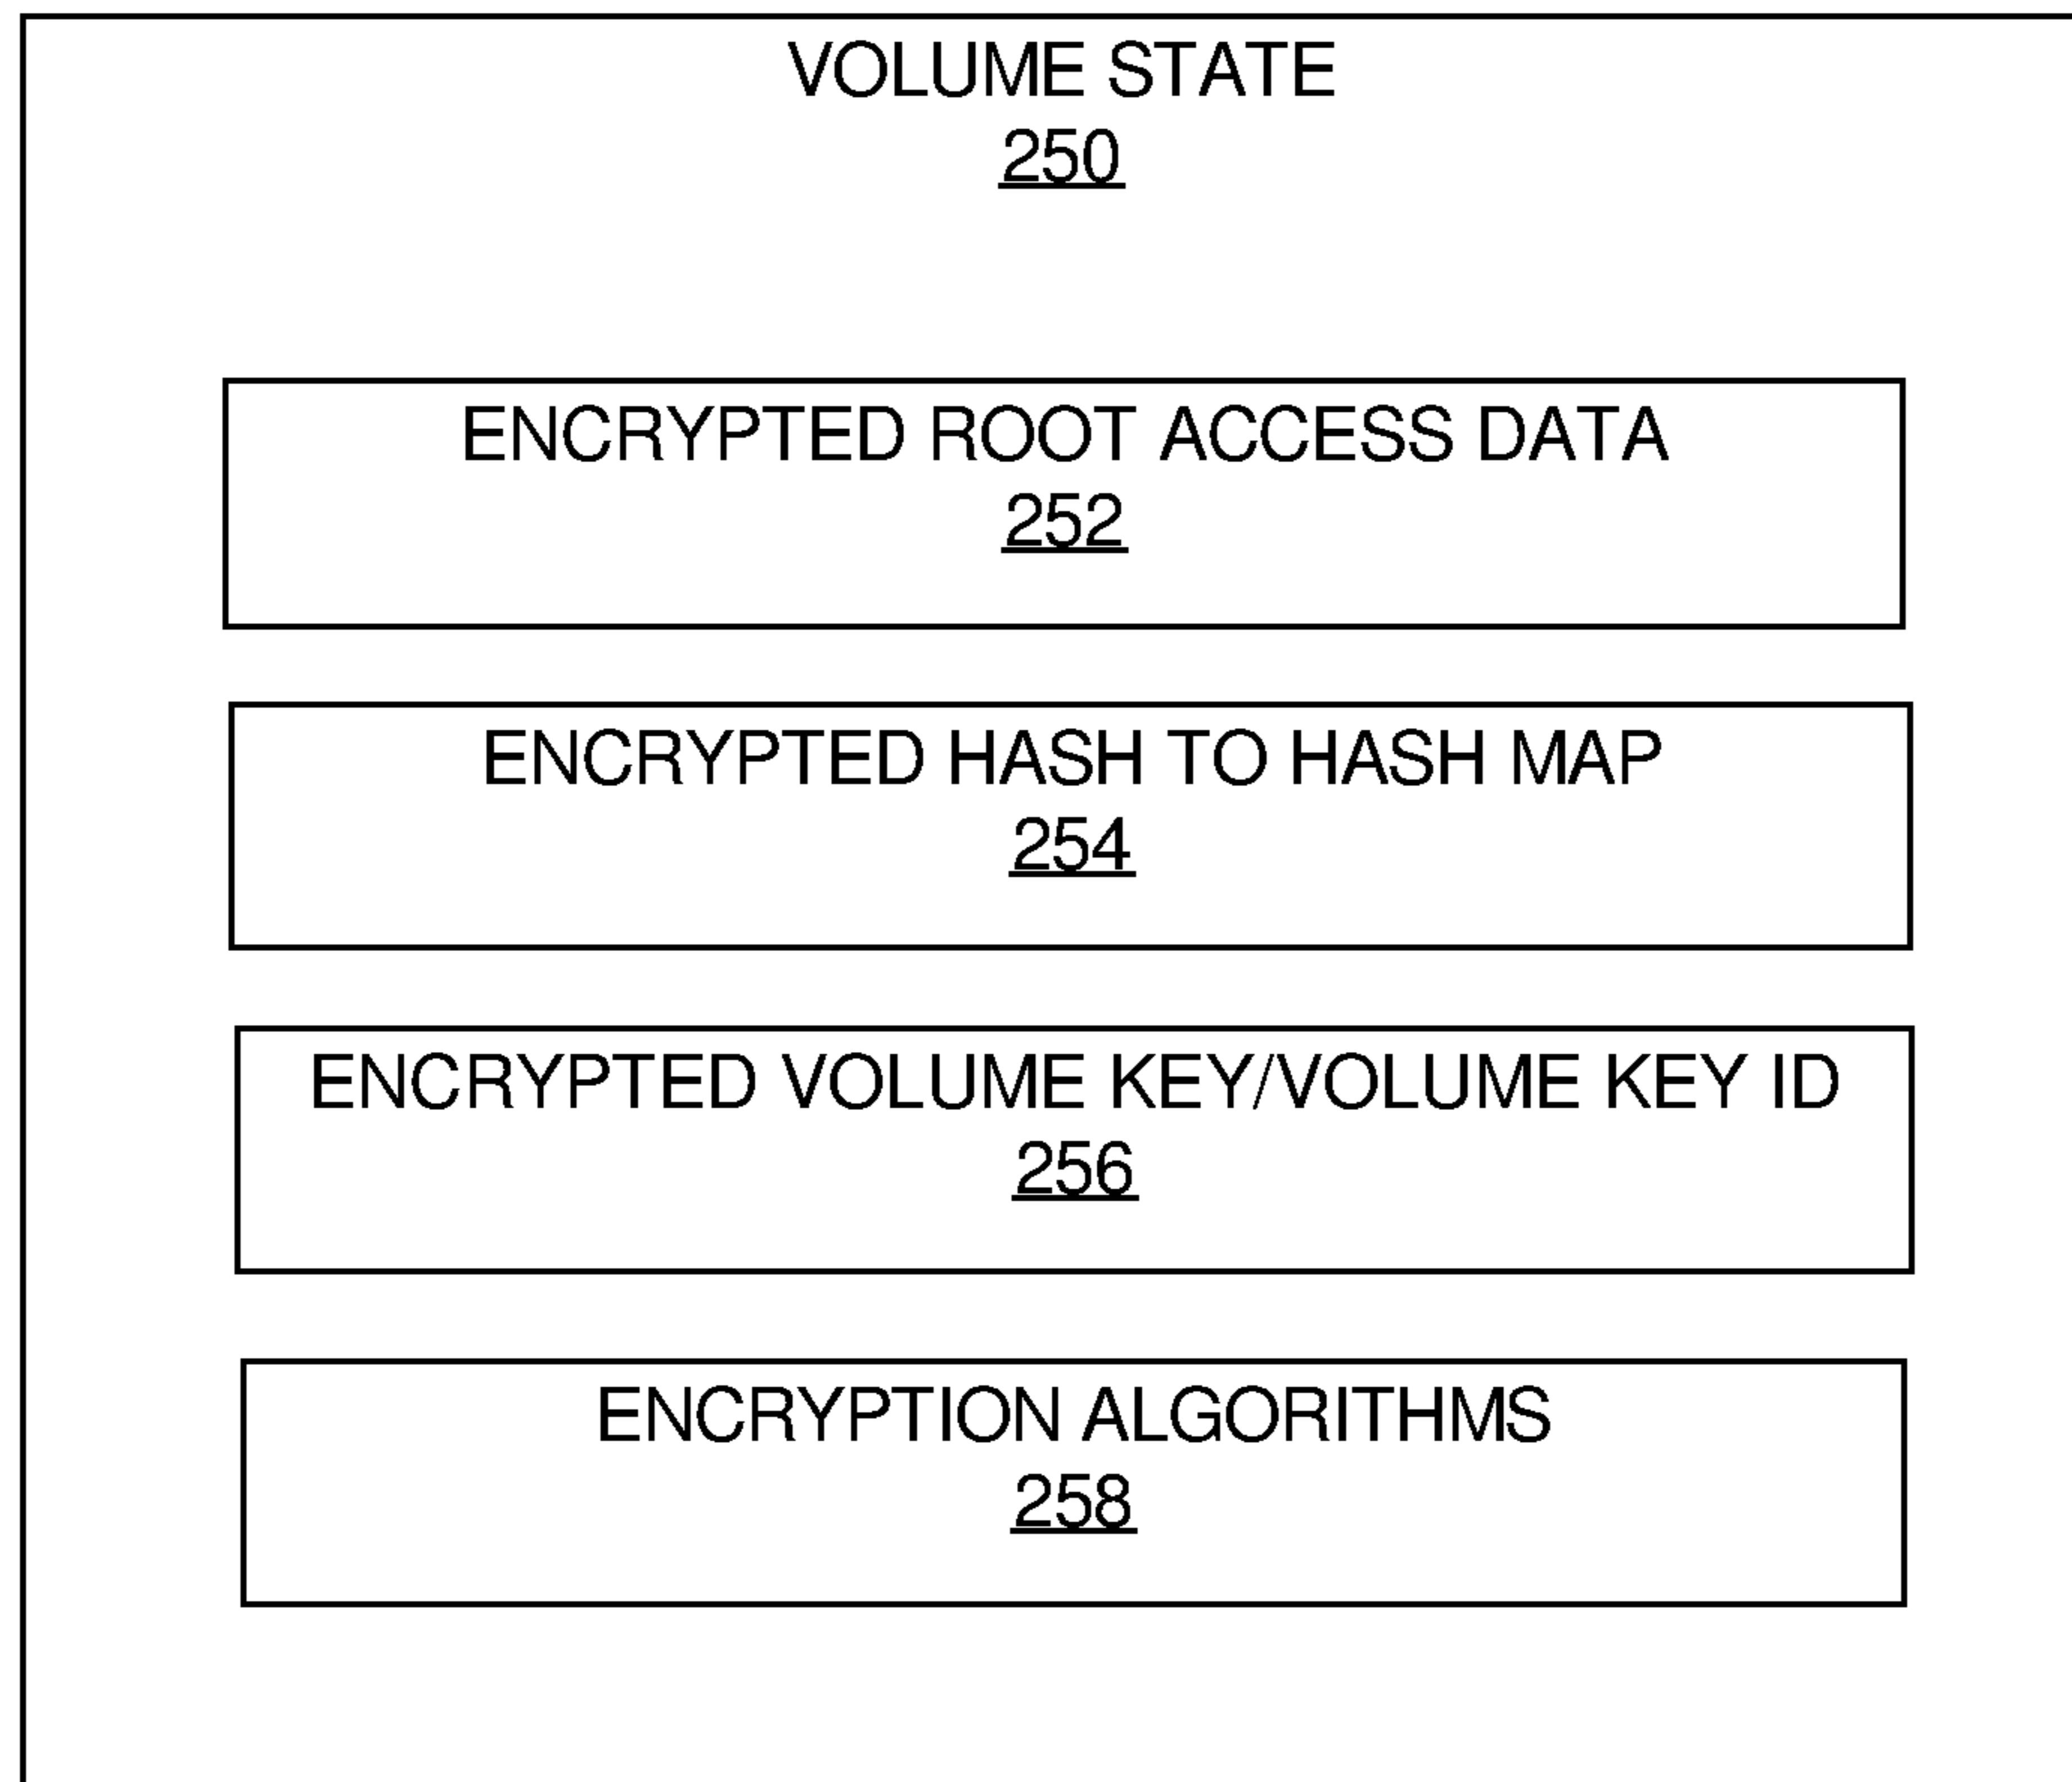 VOLUME STATE
250
ENCRYPTED ROOT ACCESS DATA
252
ENCRYPTED HASH TO HASH MAP
254
ENCRYPTED VOLUME KEY/VOLUME KEY ID
256
ENCRYPTION ALGORITHMS
258